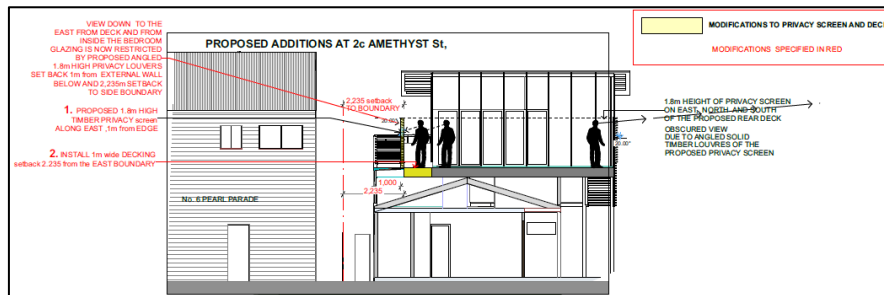 VIEW DOWN TO THE
EAST FROM DECK AND FROM
INSIDE THE BEDROOM
GLAZING IS NOW RESTRICTED
BY PROPOSED ANGLED
1.8m HIGH PRIVACY LOUVERS
SET BACK 1m from EXTERNAL WALL
BELOW AND 2,235m SETBACK
TO SIDE BOUNDARY
1. PROPOSED 1.8m HIGH
TIMBER PRIVACY screen
ALONG EAST ,1m from EDGE
2. INSTALL 1m wide DECKING
setback 2.235 from the EAST BOUNDARY
PROPOSED ADDITIONS AT 2c AMETHYST St,
2,235 setback
TO BOUNDARY
20.00°
1,000
2,235
No. 6 PEARL PARADE
MODIFICATIONS TO PRIVACY SCREEN AND DECK
MODIFICATIONS SPECIFIED IN RED
1.8m HEIGHT OF PRIVACY SCREEN
ON EAST, NORTH AND SOUTH
OF THE PROPOSED REAR DECK
OBSCURED VIEW
DUE TO ANGLED SOLID
TIMBER LOUVRES OF THE
PROPOSED PRIVACY SCREEN
20.00°